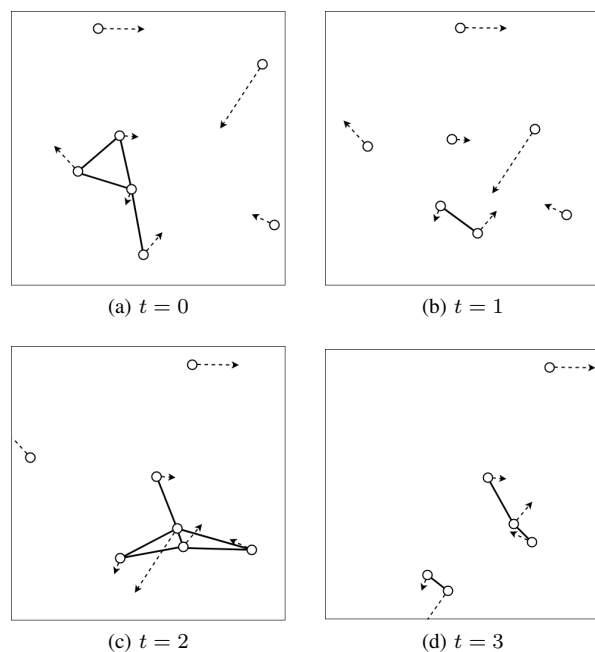 (a) t = 0
(b) t = 1
(c) t = 2
(d) t = 3